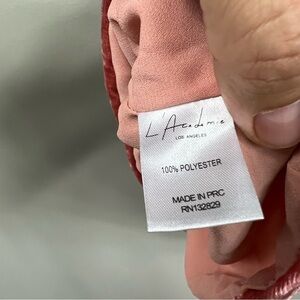 L'Academie
LOS ANGELES
100% POLYESTER
MADE IN PRC
RN132829